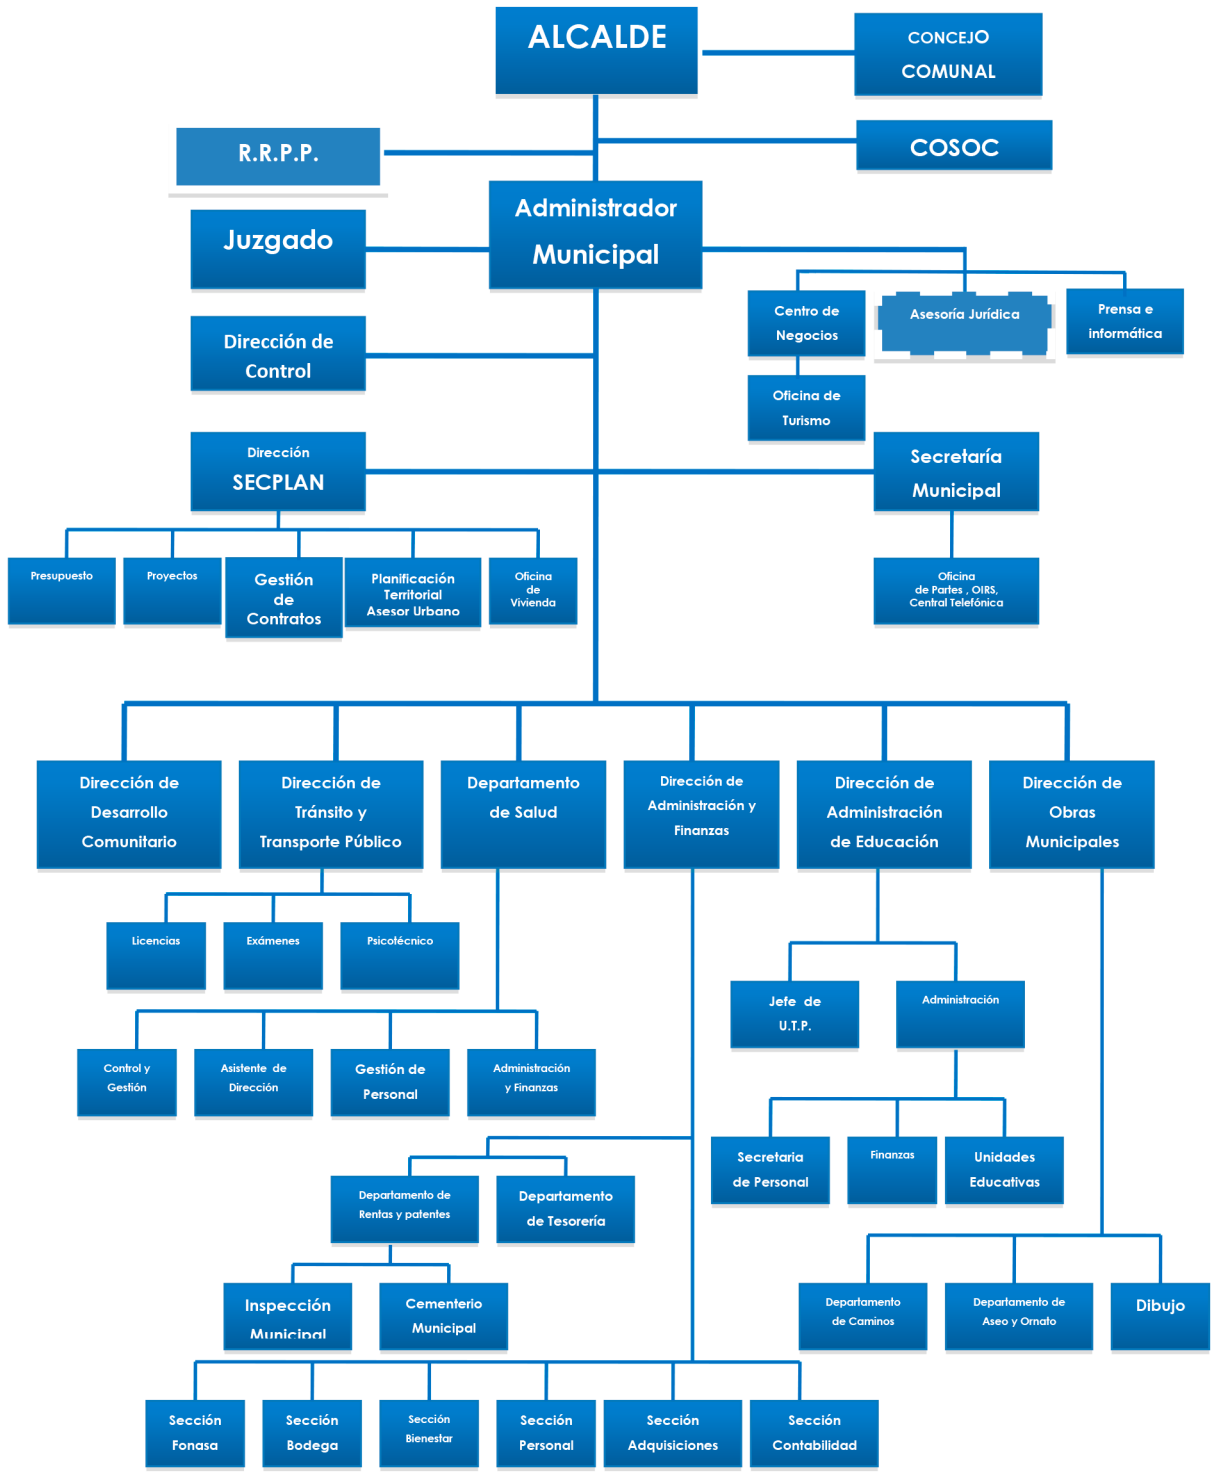 ALCALDE
CONCEJO
COMUNAL
R.R.P.P.
COSOC
Administrador
Municipal
Juzgado
Centro de
Negocios
Asesoría Jurídica
Prensa e
informática
Dirección de
Control
Oficina de
Turismo
Dirección
SECPLAN
Secretaría
Municipal
Presupuesto
Proyectos
Gestión
de
Contratos
Planificación
Territorial
Asesor Urbano
Oficina
de
Vivienda
Oficina
de Partes , OIRS,
Central Telefónica
Dirección de
Desarrollo
Comunitario
Dirección de
Tránsito y
Transporte Público
Departamento
de Salud
Dirección de
Administración y
Finanzas
Dirección de
Administración
de Educación
Dirección de
Obras
Municipales
Licencias
Exámenes
Psicotécnico
Jefe de
U.T.P.
Administración
Control y
Gestión
Asistente de
Dirección
Gestión de
Personal
Administración
y Finanzas
Secretaria
de Personal
Finanzas
Unidades
Educativas
Departamento de
Rentas y patentes
Departamento
de Tesorería
Inspección
Municipal
Cementerio
Municipal
Departamento
de Caminos
Departamento de
Aseo y Ornato
Dibujo
Sección
Fonasa
Sección
Bodega
Sección
Bienestar
Sección
Personal
Sección
Adquisiciones
Sección
Contabilidad